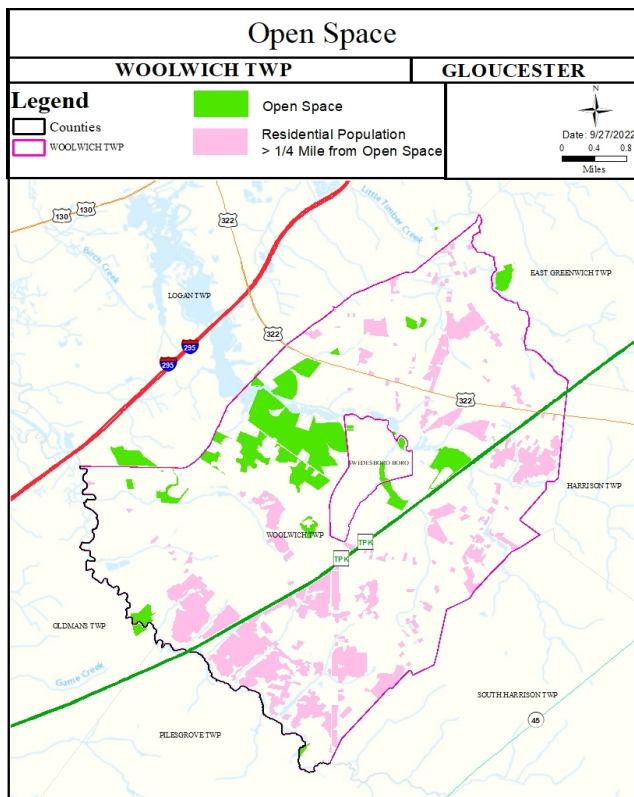 Open Space
WOOLWICH TWP
GLOUCESTER
Legend
Counties
WOOLWICH TWP
Open Space
Residential Population
> 1/4 Mile from Open Space
N
Date: 9/27/2022
0 0.4 0.8
Miles
130
130
322
Little Timber Creek
Birch Creek
LOGAN TWP
EAST GREENWICH TWP
322
295
295
322
SWEDESBORO BORO
HARRISON TWP
WOOLWICH TWP
TPK
TPK
OLDMANS TWP
Game Creek
SOUTH HARRISON TWP
45
PILESGROVE TWP